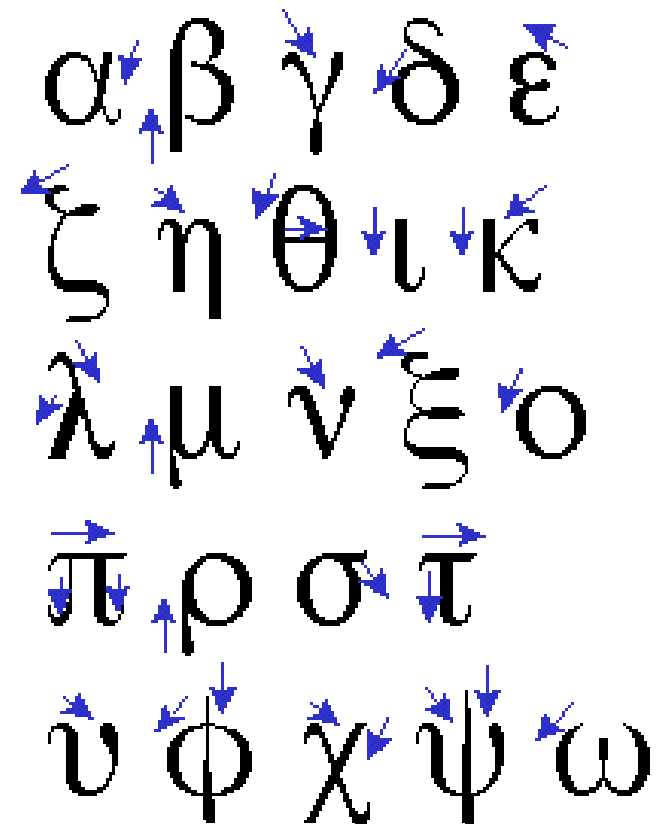 α β γ δ ε
ζ η θ ι κ
λ μ ν ξ ο
π ρ σ τ
υ φ χ ψ ω